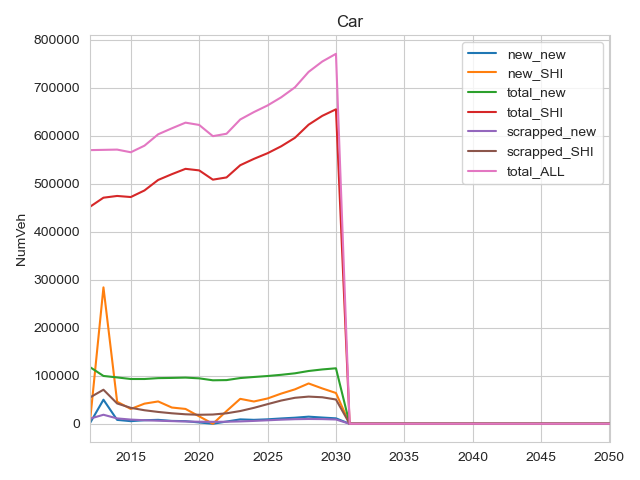 Car
800000
700000
600000
500000
400000
300000
200000
100000
0
NumVeh
new_new
new_SHI
total_new
total_SHI
scrapped_new
scrapped_SHI
total_ALL
2015 2020 2025 2030 2035 2040 2045 2050